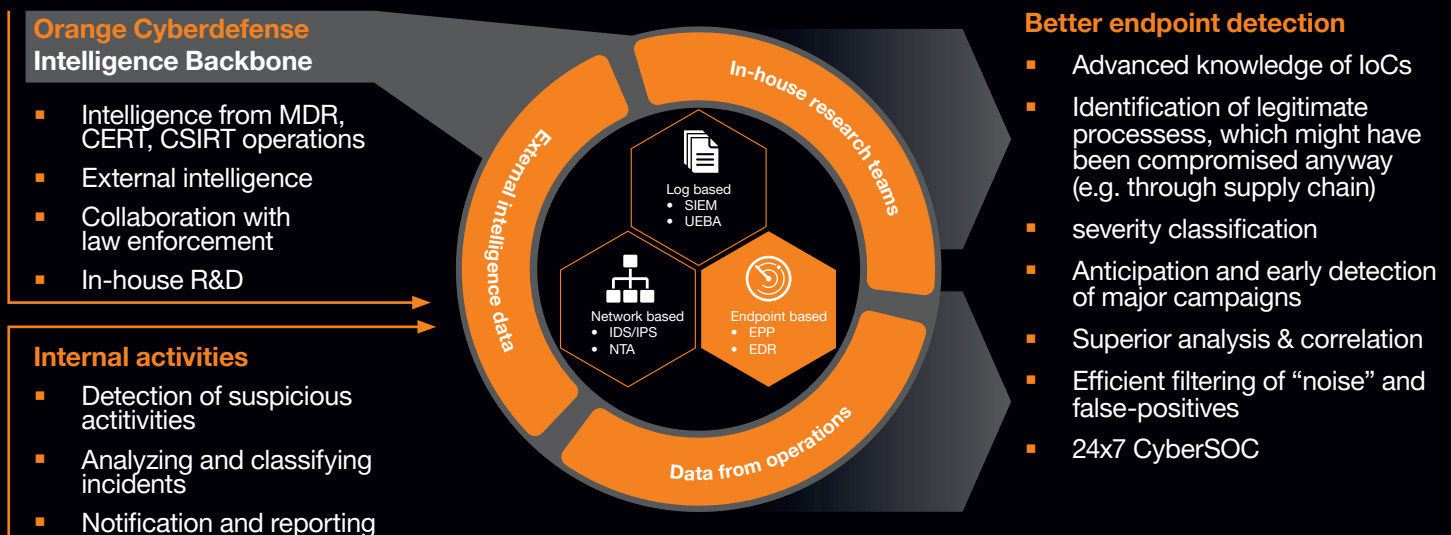 Orange Cyberdefense
Intelligence Backbone
Intelligence from MDR,
CERT, CSIRT operations
External intelligence
Collaboration with
law enforcement
In-house R&D
Internal activities
Detection of suspicious
actitivities
Analyzing and classifying
incidents
Notification and reporting
External intelligence data
In-house research teams
Data from operations
Log based
• SIEM
• UEBA
Network based
• IDS/IPS
• NTA
Endpoint based
• EPP
• EDR
Better endpoint detection
Advanced knowledge of IoCs
Identification of legitimate
processess, which might have
been compromised anyway
(e.g. through supply chain)
severity classification
Anticipation and early detection
of major campaigns
Superior analysis & correlation
Efficient filtering of “noise” and
false-positives
24x7 CyberSOC